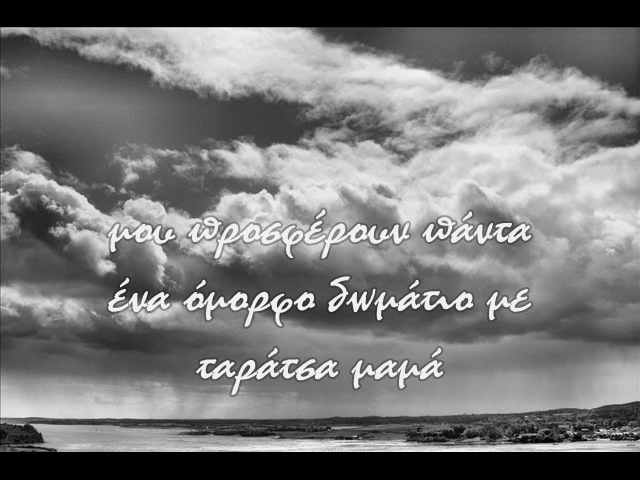 μου προσφέρουν πάντα
ένα όμορφο δωμάτιο με
ταράτσα μαμά